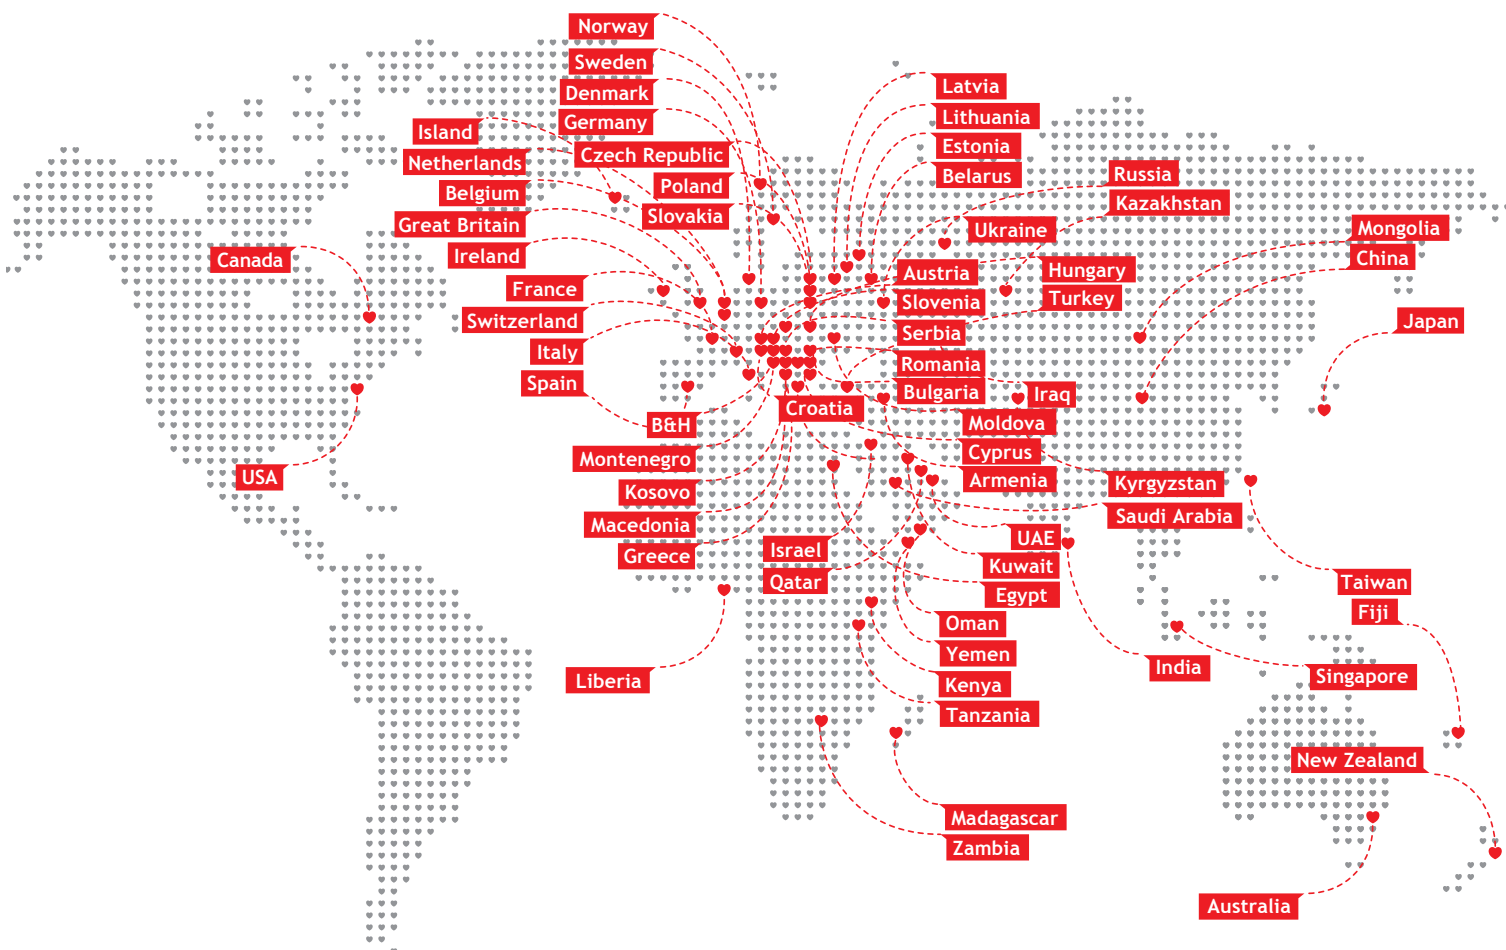 Norway
Sweden
Denmark
Germany
Island
Netherlands
Czech Republic
Belgium
Poland
Great Britain
Slovakia
Ireland
Canada
France
Switzerland
Italy
Spain
B&H
Montenegro
USA
Kosovo
Macedonia
Greece
Liberia
Latvia
Lithuania
Estonia
Belarus
Russia
Kazakhstan
Ukraine
Mongolia
China
Austria
Hungary
Slovenia
Turkey
Serbia
Japan
Romania
Bulgaria
Iraq
Croatia
Moldova
Cyprus
Armenia
Kyrgyzstan
Saudi Arabia
Israel
UAE
Qatar
Kuwait
Egypt
Taiwan
Fiji
Oman
Yemen
India
Singapore
Kenya
Tanzania
New Zealand
Madagascar
Zambia
Australia